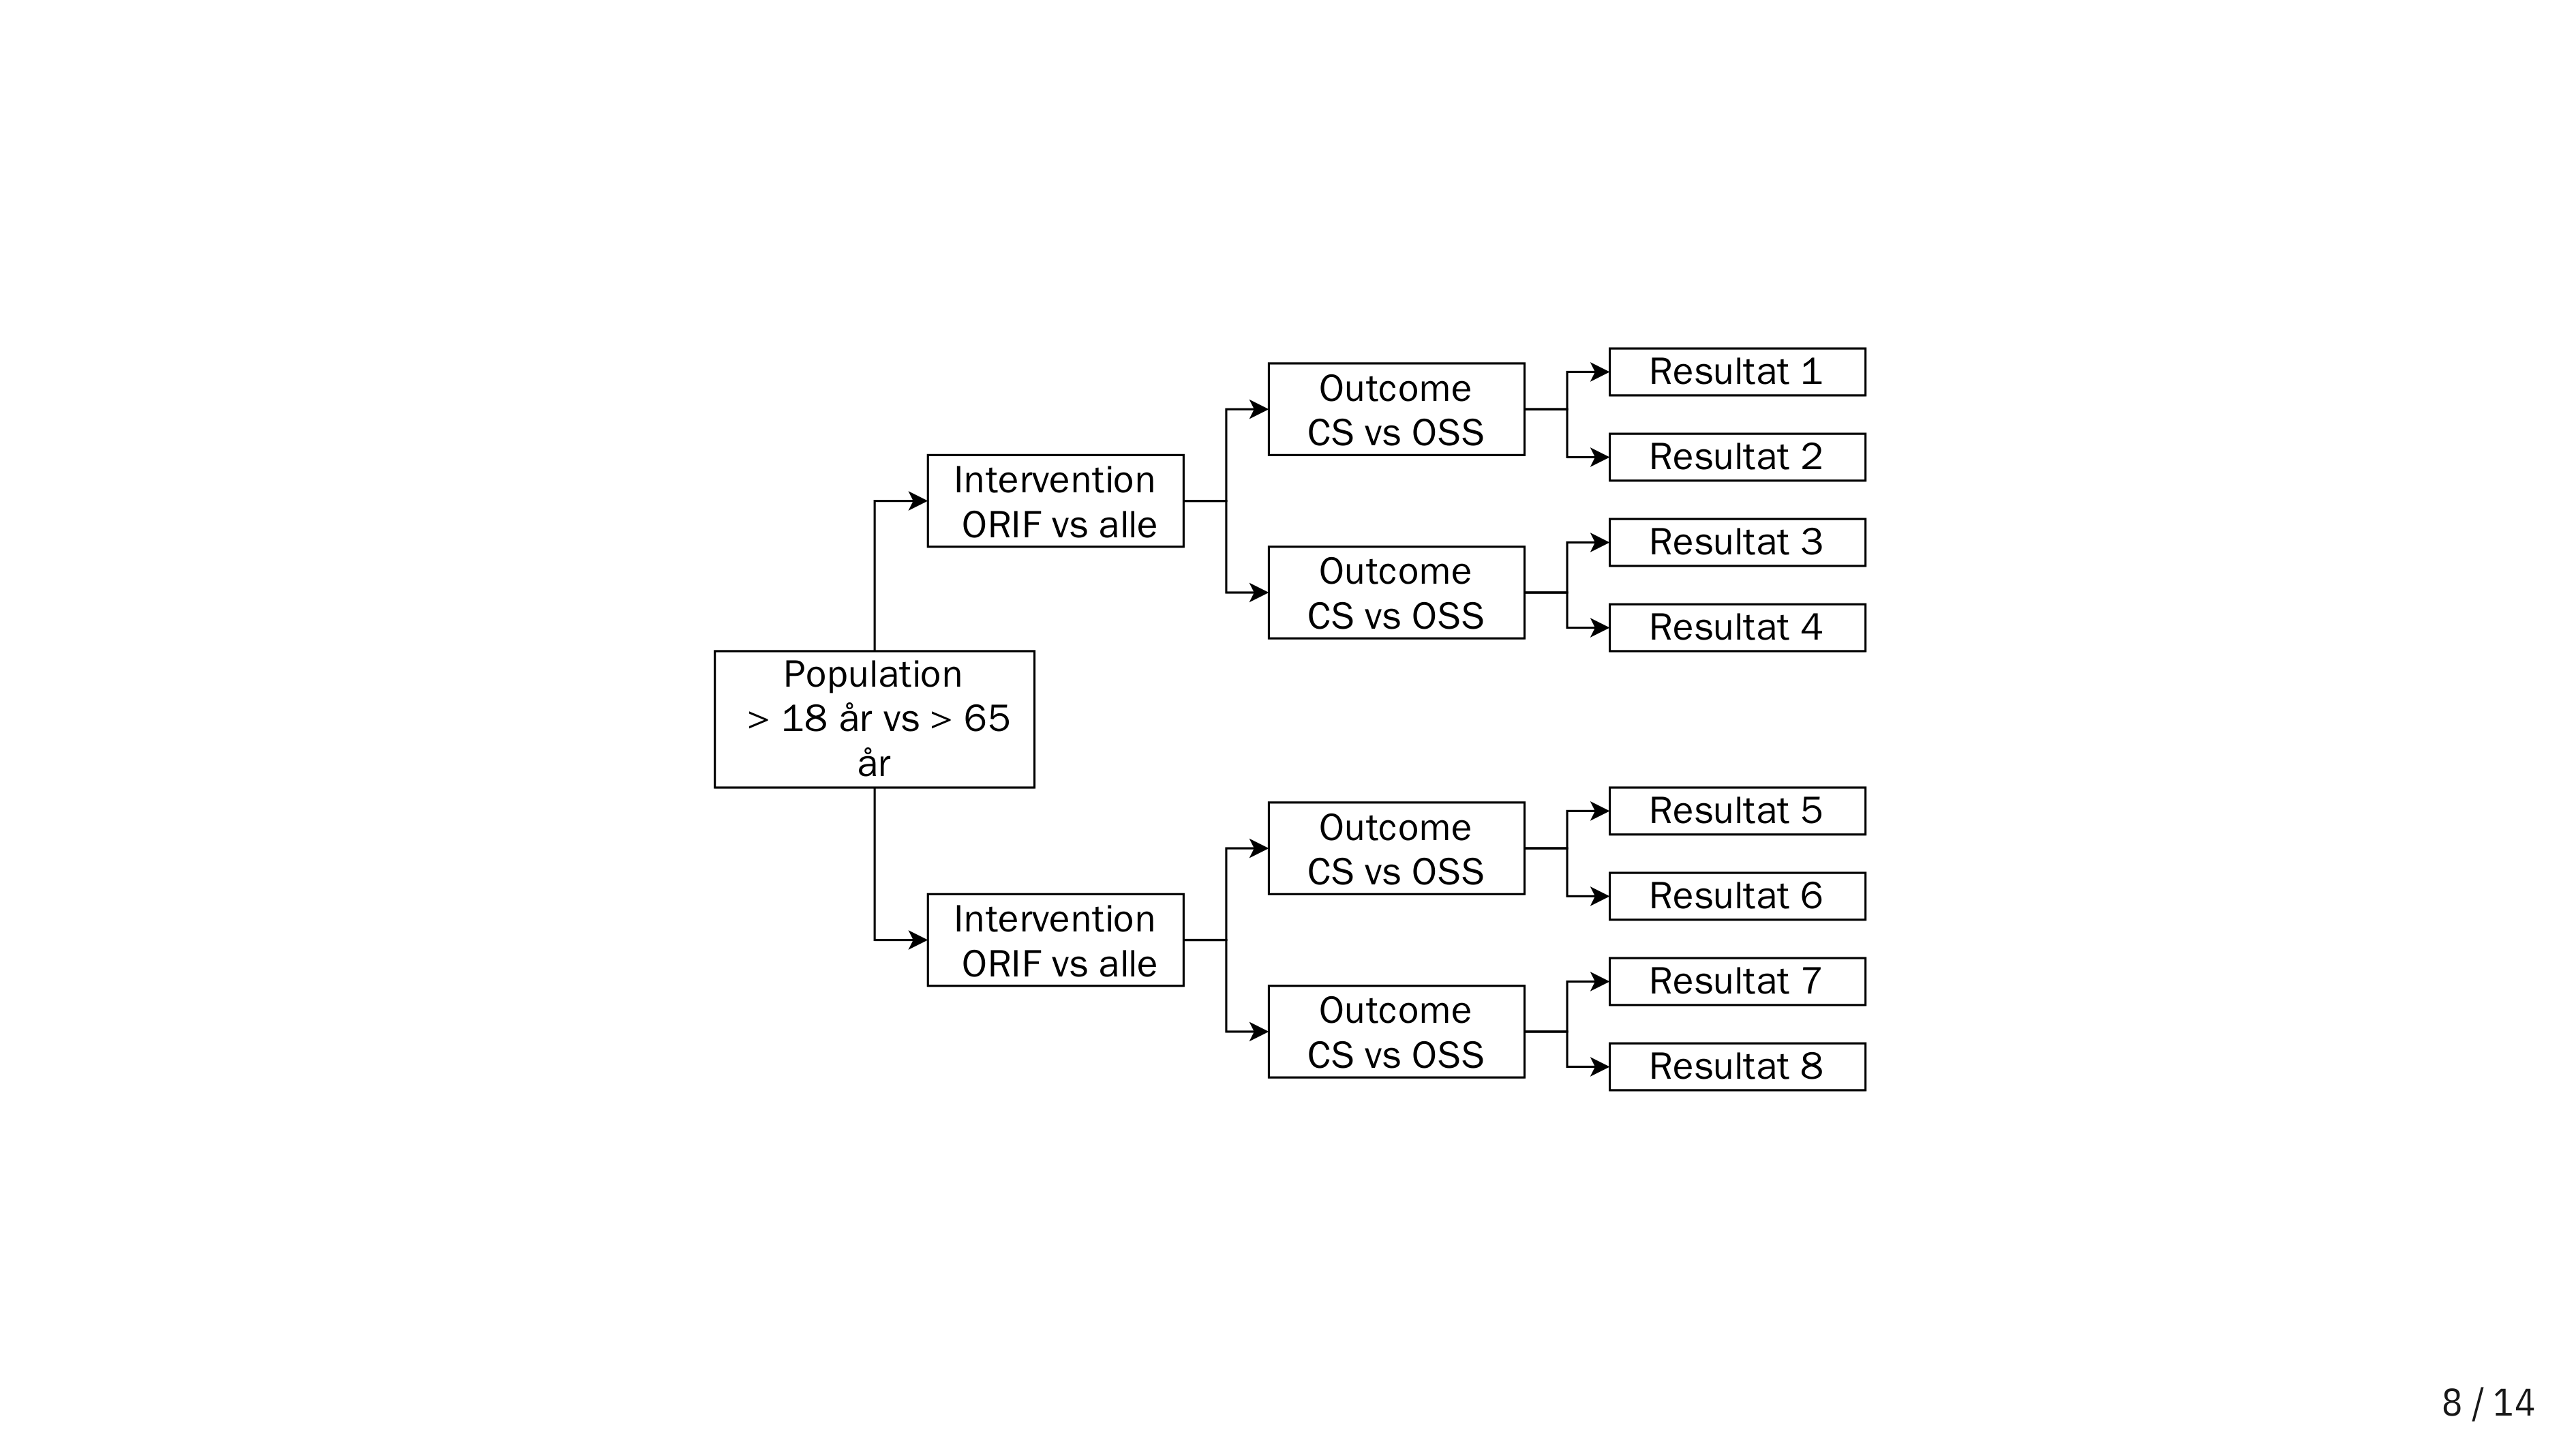 Population
> 18 år vs > 65
år
Intervention
ORIF vs alle
Outcome
CS vs OSS
Resultat 1
Resultat 2
Outcome
CS vs OSS
Resultat 3
Resultat 4
Intervention
ORIF vs alle
Outcome
CS vs OSS
Resultat 5
Resultat 6
Outcome
CS vs OSS
Resultat 7
Resultat 8
8 / 14